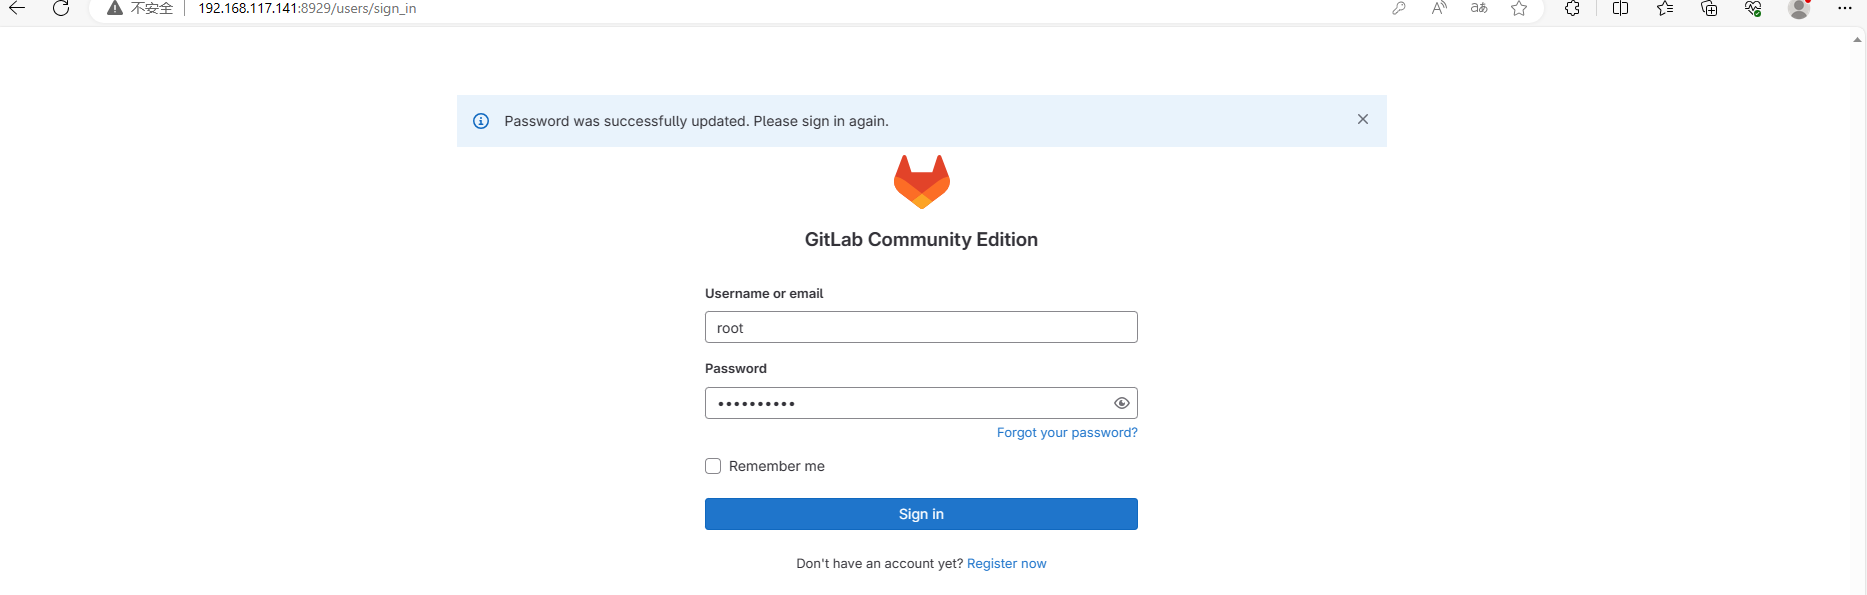 不安全 192.168.117.141:8929/users/sign_in
Password was successfully updated. Please sign in again.
GitLab Community Edition
Username or email
root
Password
••••••••••
Forgot your password?
Remember me
Sign in
Don't have an account yet? Register now